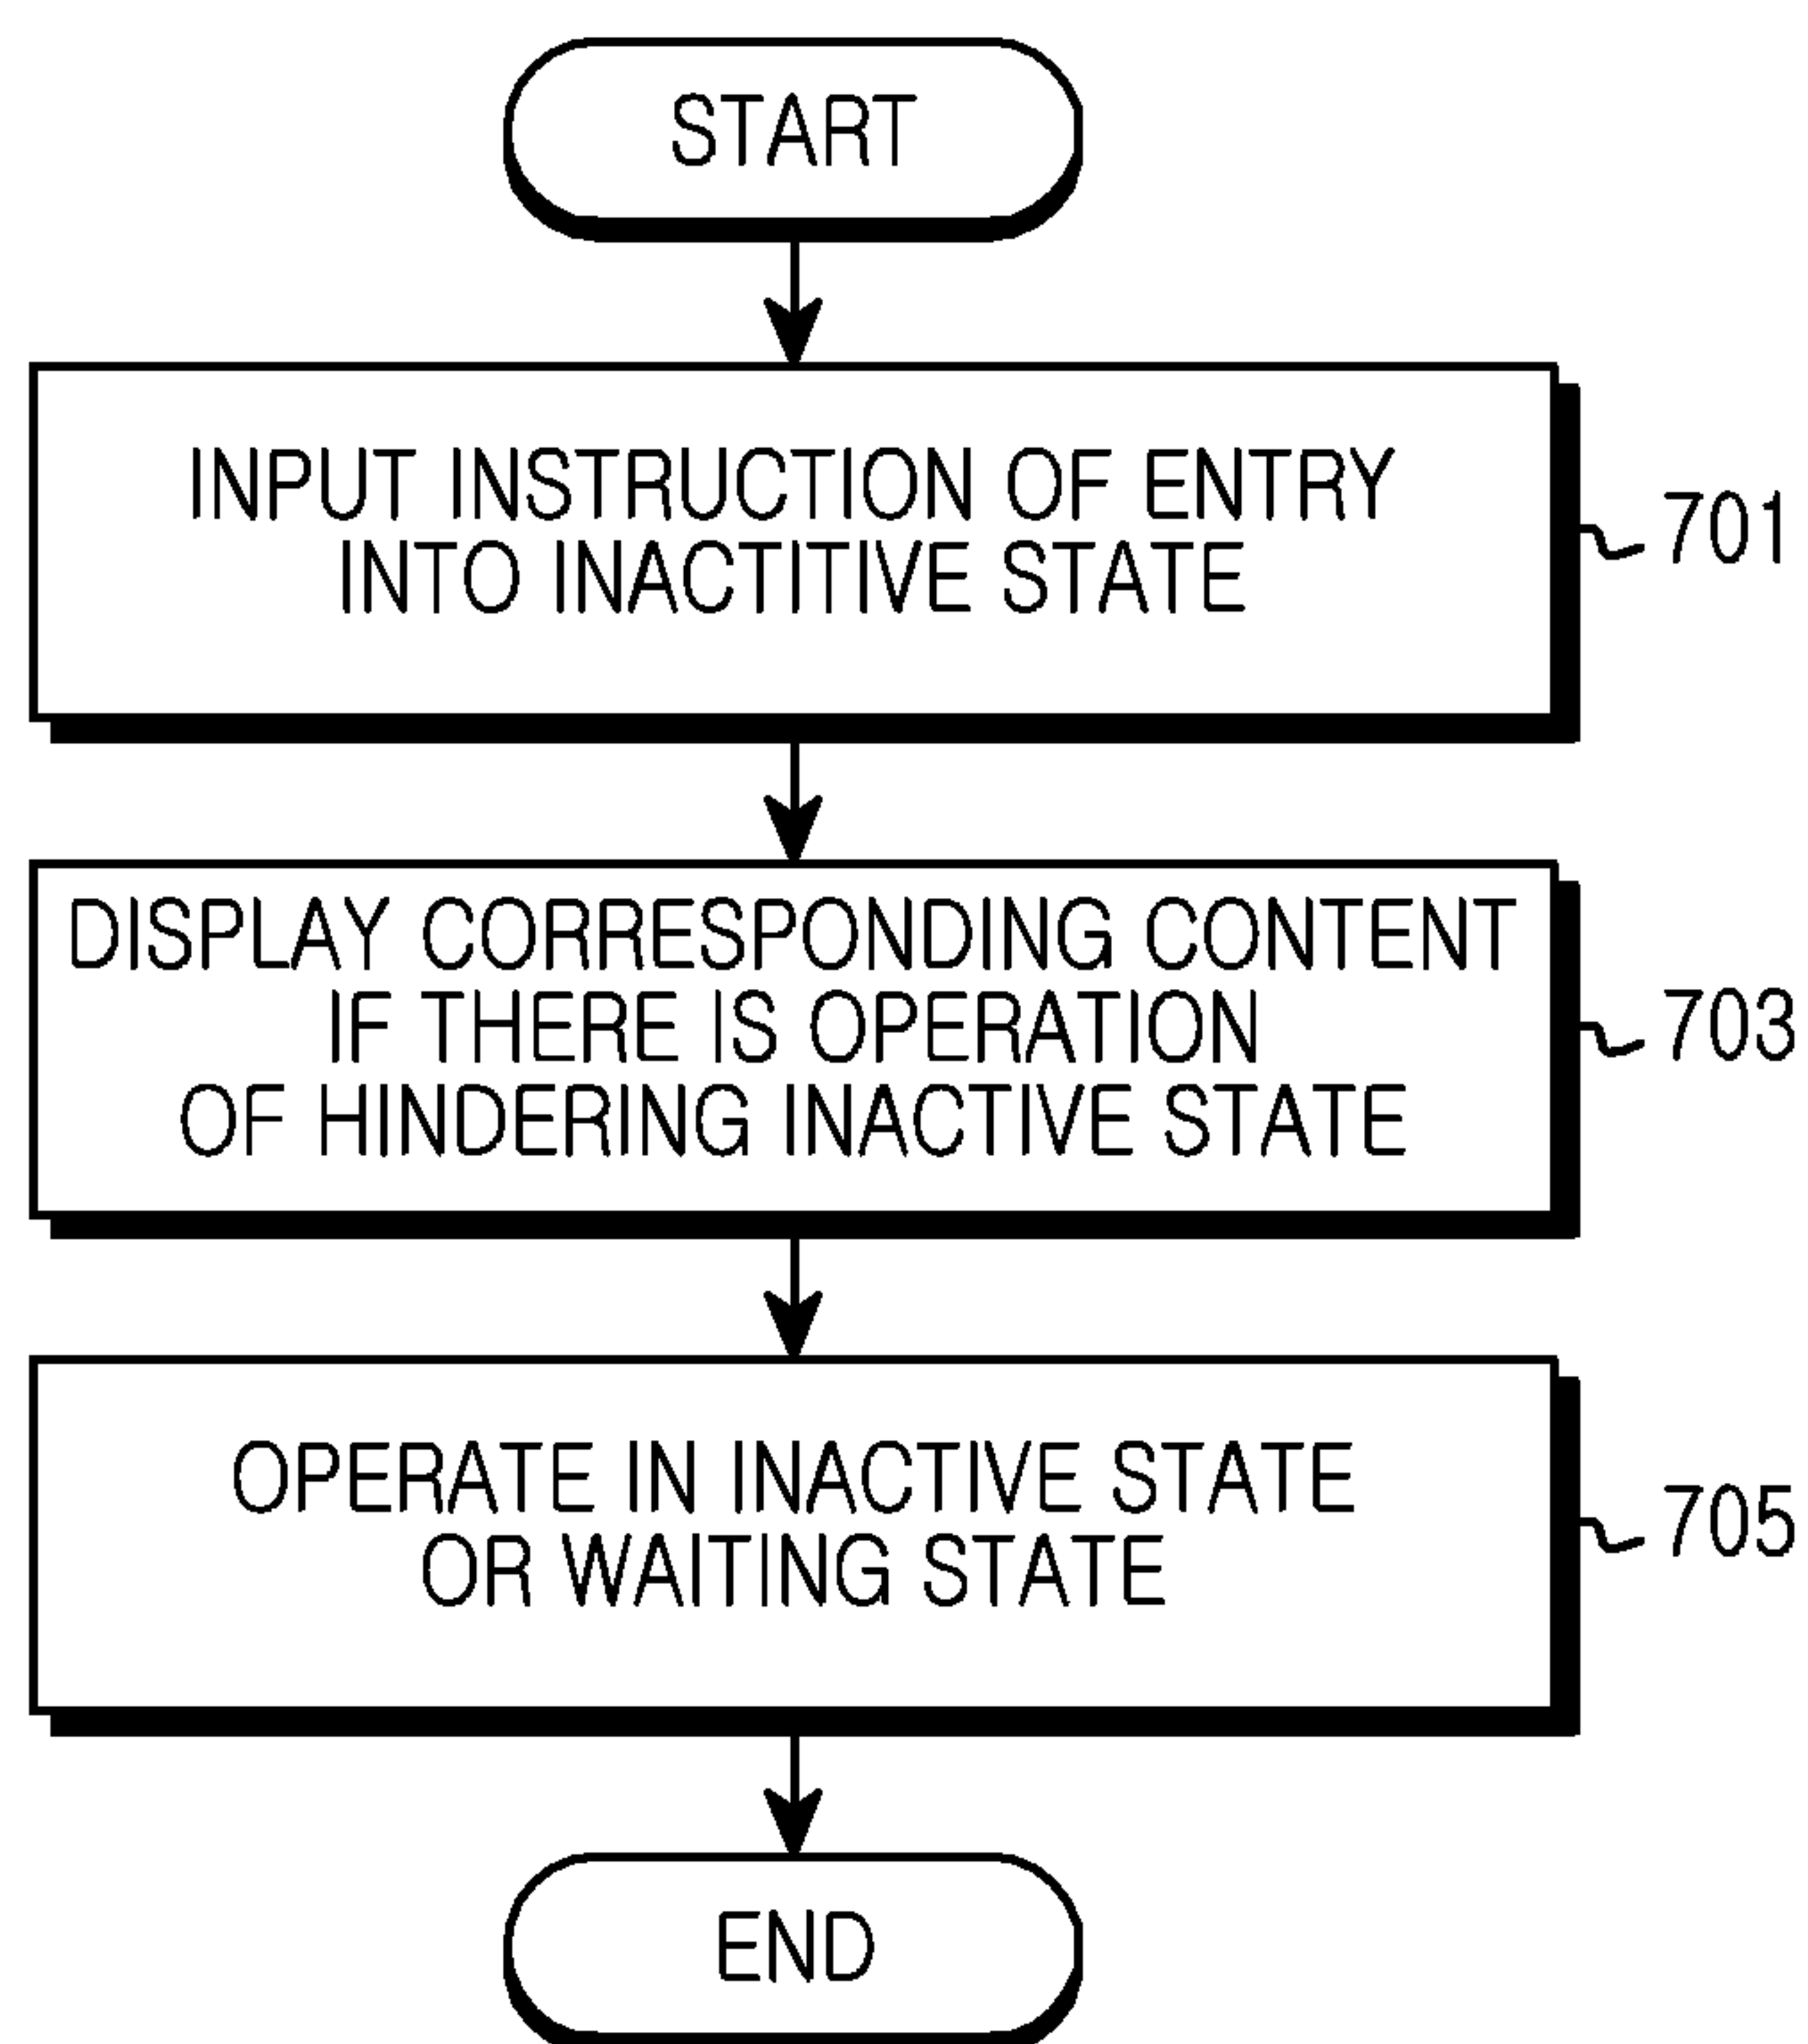 START
INPUT INSTRUCTION OF ENTRY
INTO INACTITIVE STATE
701
DISPLAY CORRESPONDING CONTENT
IF THERE IS OPERATION
OF HINDERING INACTIVE STATE
703
OPERATE IN INACTIVE STATE
OR WAITING STATE
705
END